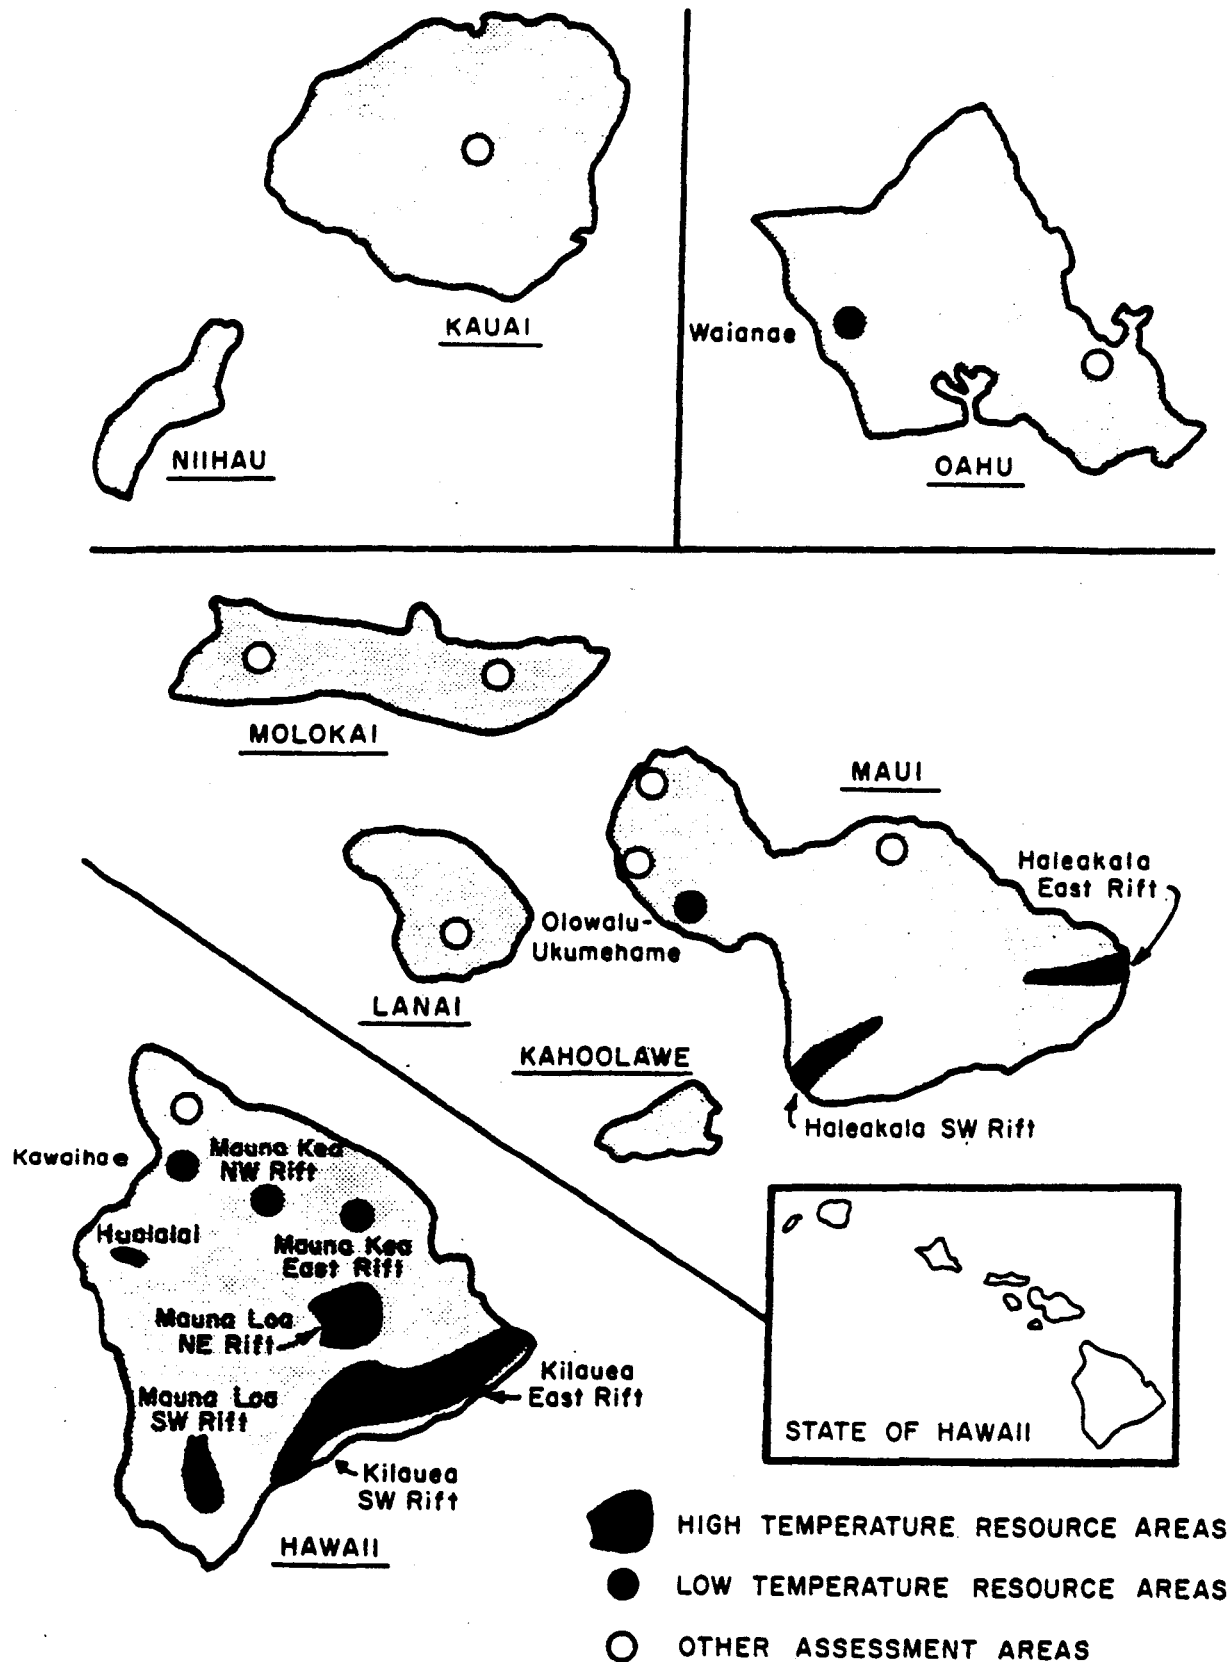 KAUAI
NIIHAU
Waianae
OAHU
MOLOKAI
MAUI
Haleakala
East Rift
Olowalu-
Ukumehame
LANAI
KAHOOLAWE
Haleakala SW Rift
Kawaihae
Mauna Kea
NW Rift
Hualalai
Mauna Kea
East Rift
Mauna Loa
NE Rift
Kilauea
East Rift
Mauna Loa
SW Rift
Kilauea
SW Rift
HAWAII
STATE OF HAWAII
HIGH TEMPERATURE RESOURCE AREAS
LOW TEMPERATURE RESOURCE AREAS
OTHER ASSESSMENT AREAS